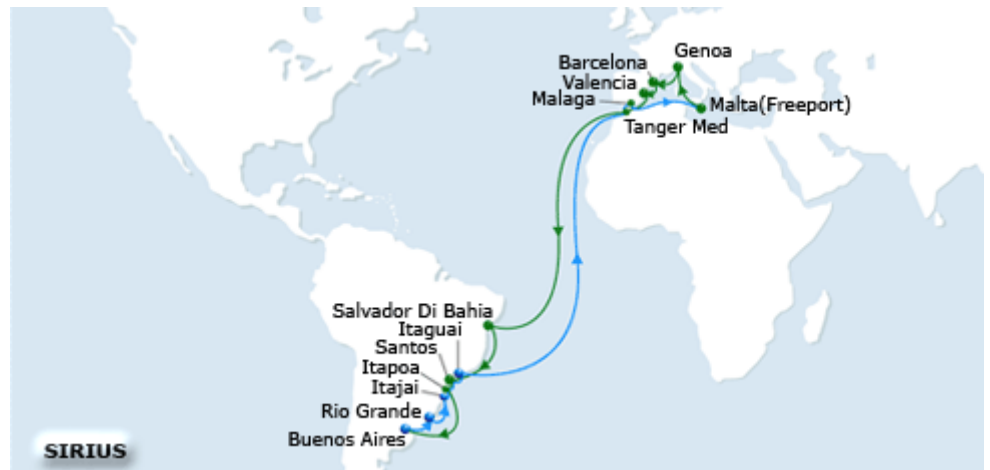 Genoa
Barcelona
Valencia
Malaga
Malta(Freeport)
Tanger Med
Salvador Di Bahia
Itaguai
Santos
Itapoa
Itajai
Rio Grande
Buenos Aires
SIRIUS